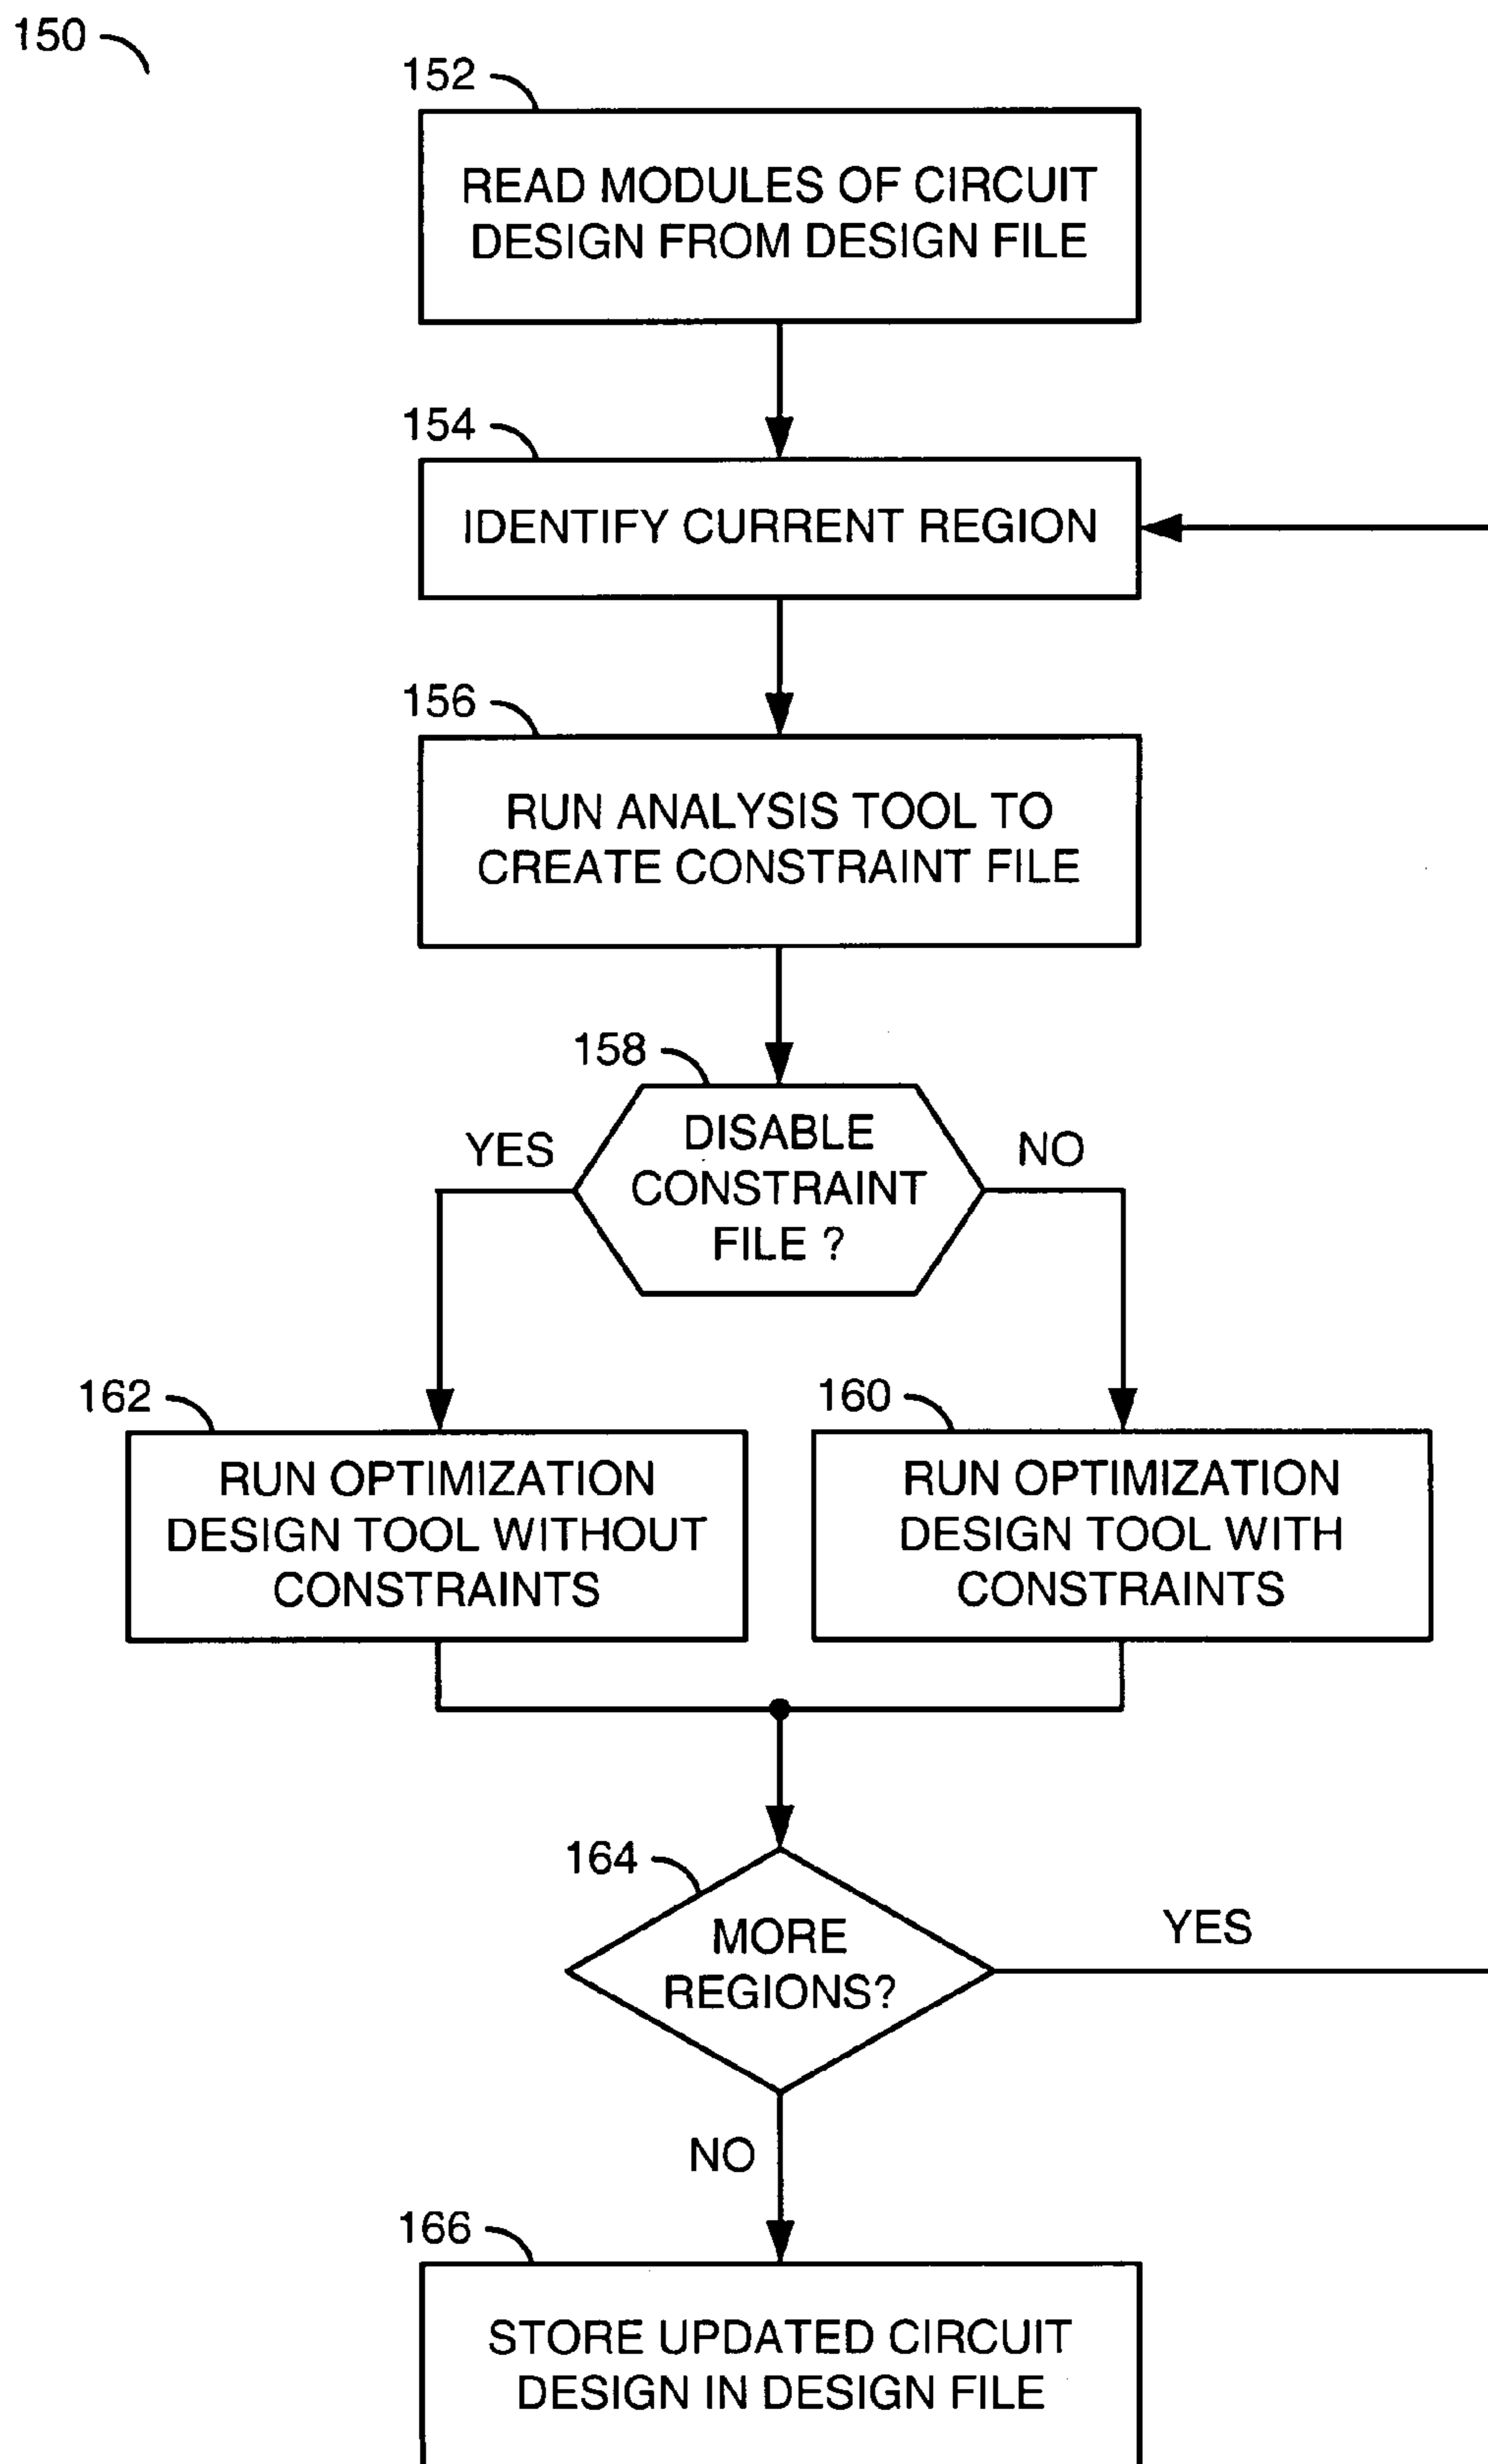 150
152
READ MODULES OF CIRCUIT
DESIGN FROM DESIGN FILE
154
IDENTIFY CURRENT REGION
156
RUN ANALYSIS TOOL TO
CREATE CONSTRAINT FILE
158
YES
DISABLE
CONSTRAINT
FILE ?
NO
162
RUN OPTIMIZATION
DESIGN TOOL WITHOUT
CONSTRAINTS
160
RUN OPTIMIZATION
DESIGN TOOL WITH
CONSTRAINTS
164
MORE
REGIONS?
YES
NO
166
STORE UPDATED CIRCUIT
DESIGN IN DESIGN FILE